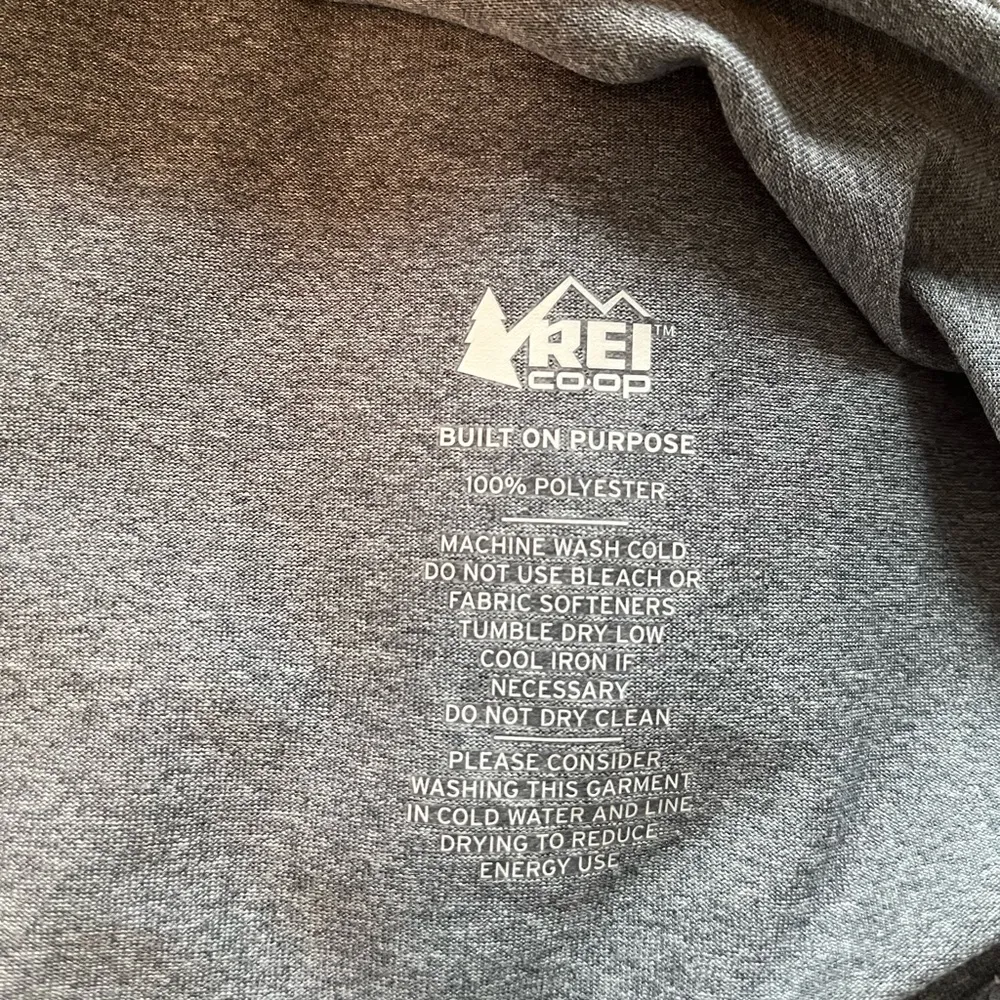 REI™
CO·OP
BUILT ON PURPOSE
100% POLYESTER
MACHINE WASH COLD
DO NOT USE BLEACH OR
FABRIC SOFTENERS
TUMBLE DRY LOW
COOL IRON IF
NECESSARY
DO NOT DRY CLEAN
PLEASE CONSIDER
WASHING THIS GARMENT
IN COLD WATER AND LINE
DRYING TO REDUCE
ENERGY USE